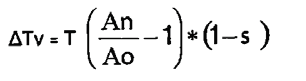 ΔTv = T (An/Ao − 1)*(1−s )